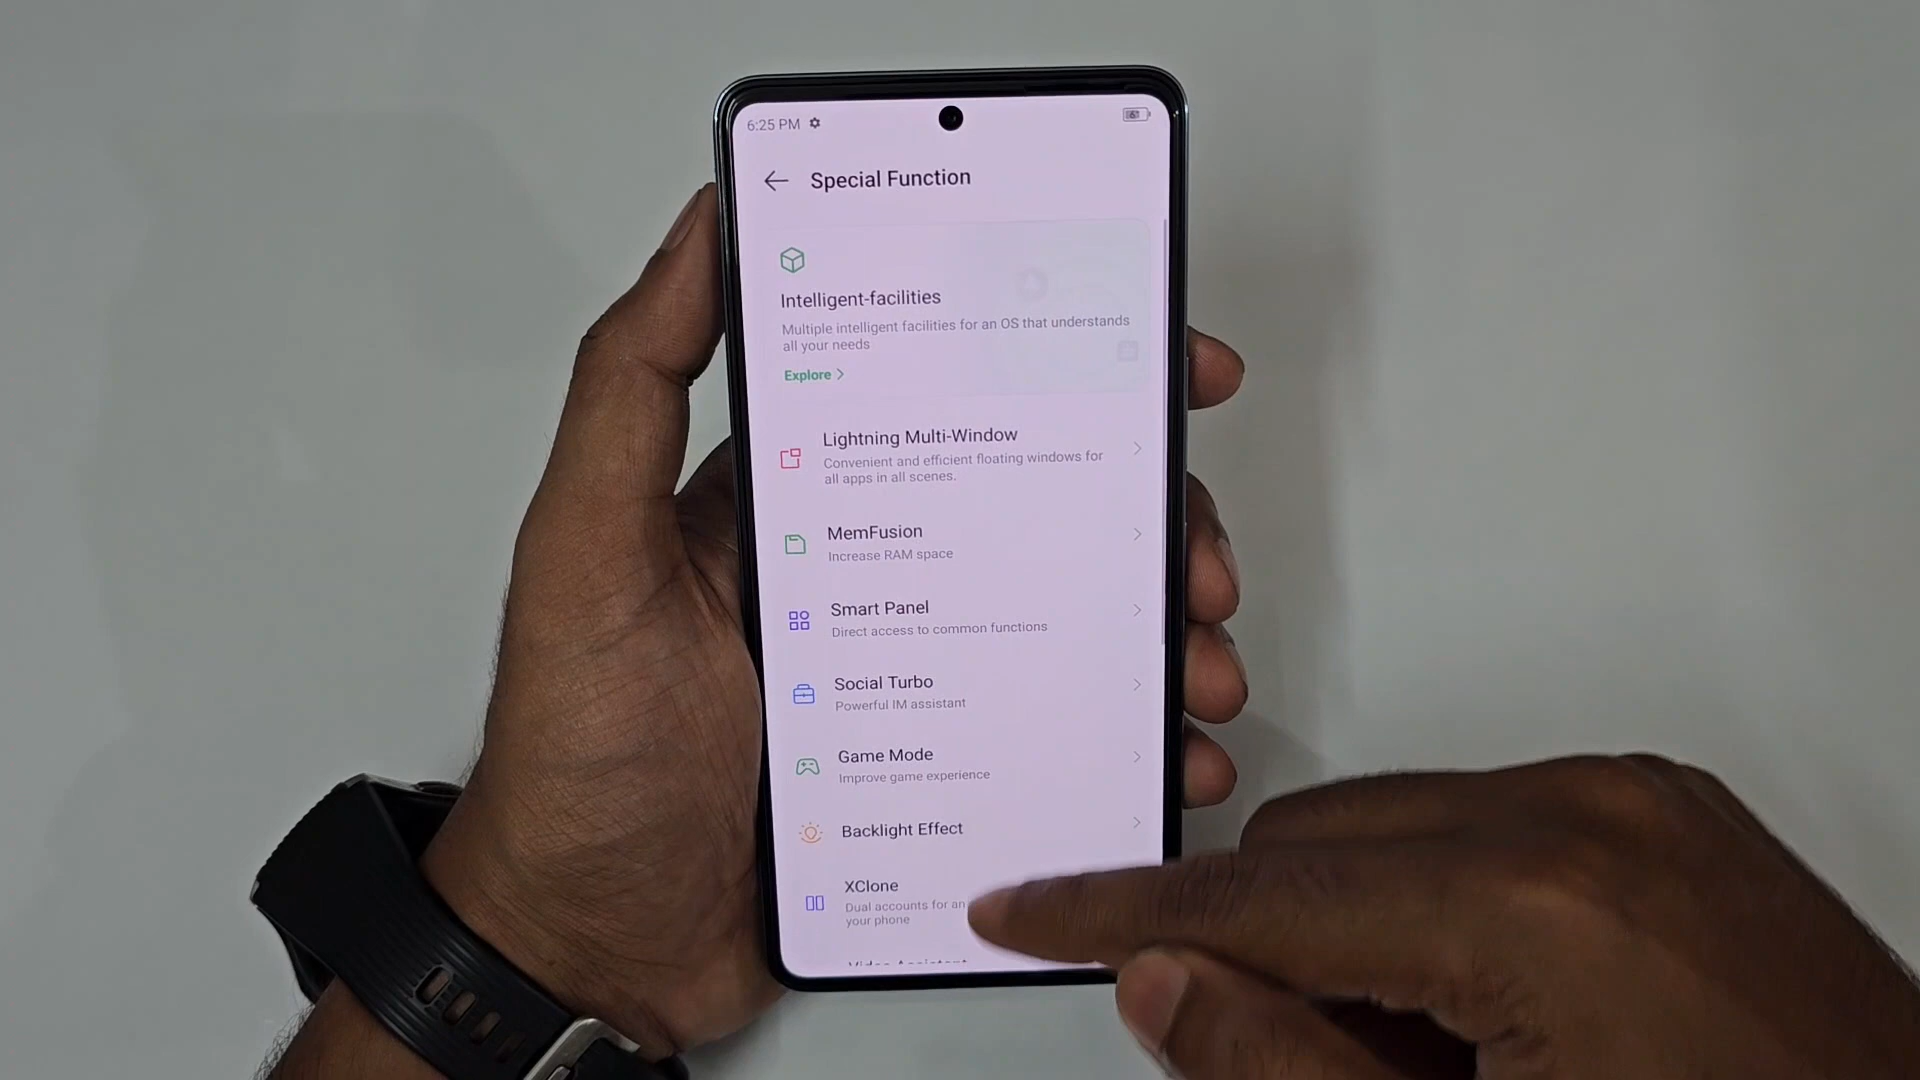 6:25 PM
Special Function
Intelligent-facilities
Multiple intelligent facilities for an OS that understands
all your needs
Explore >
Lightning Multi-Window
Convenient and efficient floating windows for
all apps in all scenes.
MemFusion
Increase RAM space
Smart Panel
Direct access to common functions
Social Turbo
Powerful IM assistant
Game Mode
Improve game experience
Backlight Effect
XClone
Dual accounts for an
your phone